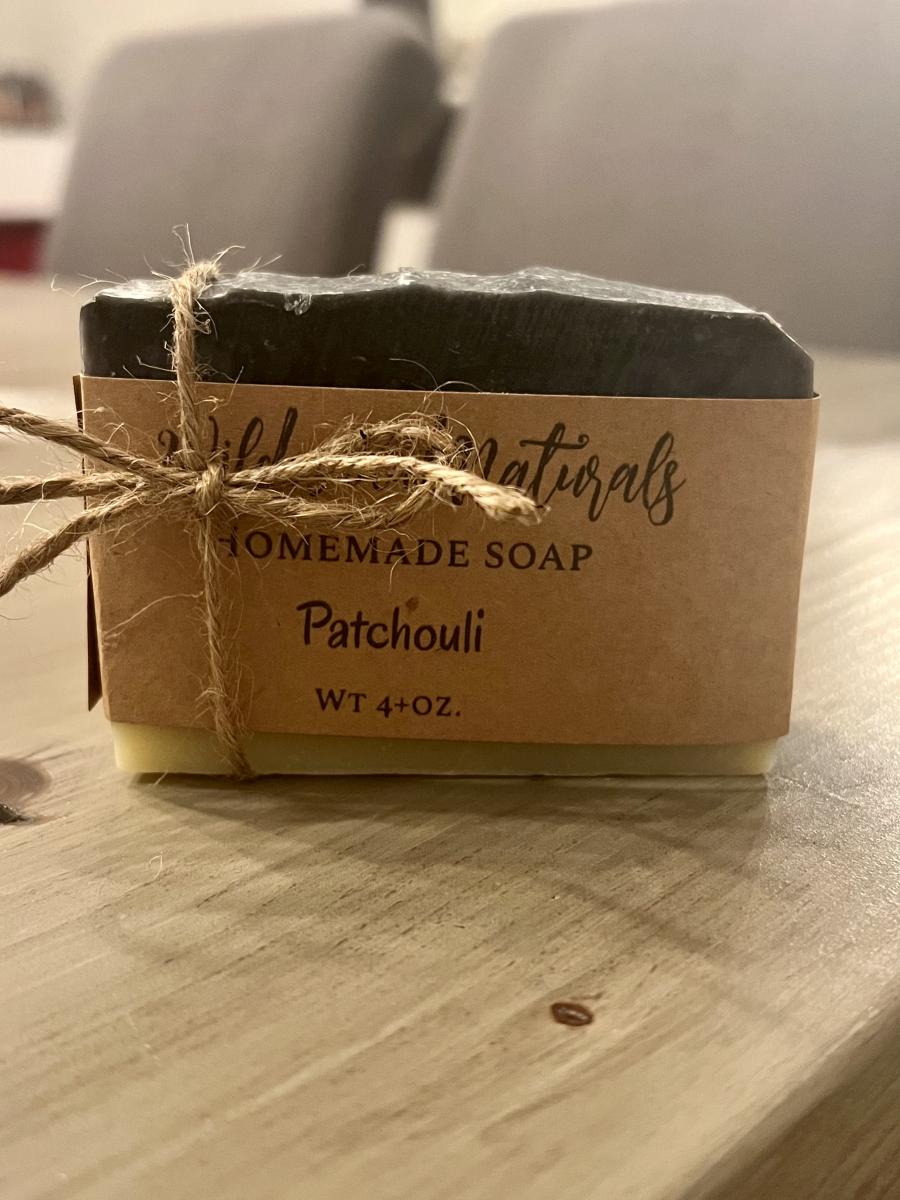 Wild Naturals
HOMEMADE SOAP
Patchouli
WT 4+OZ.